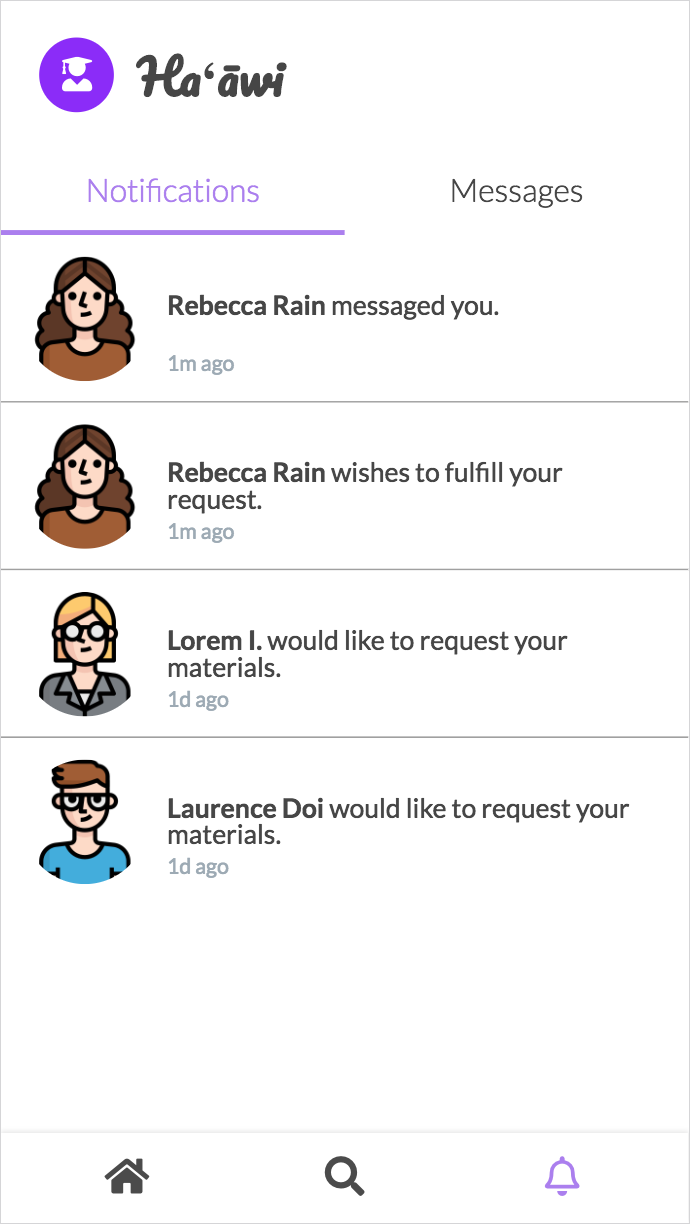 Haʻāwi
Notifications
Messages
Rebecca Rain messaged you.
1m ago
Rebecca Rain wishes to fulfill your
request.
1m ago
Lorem I. would like to request your
materials.
1d ago
Laurence Doi would like to request your
materials.
1d ago